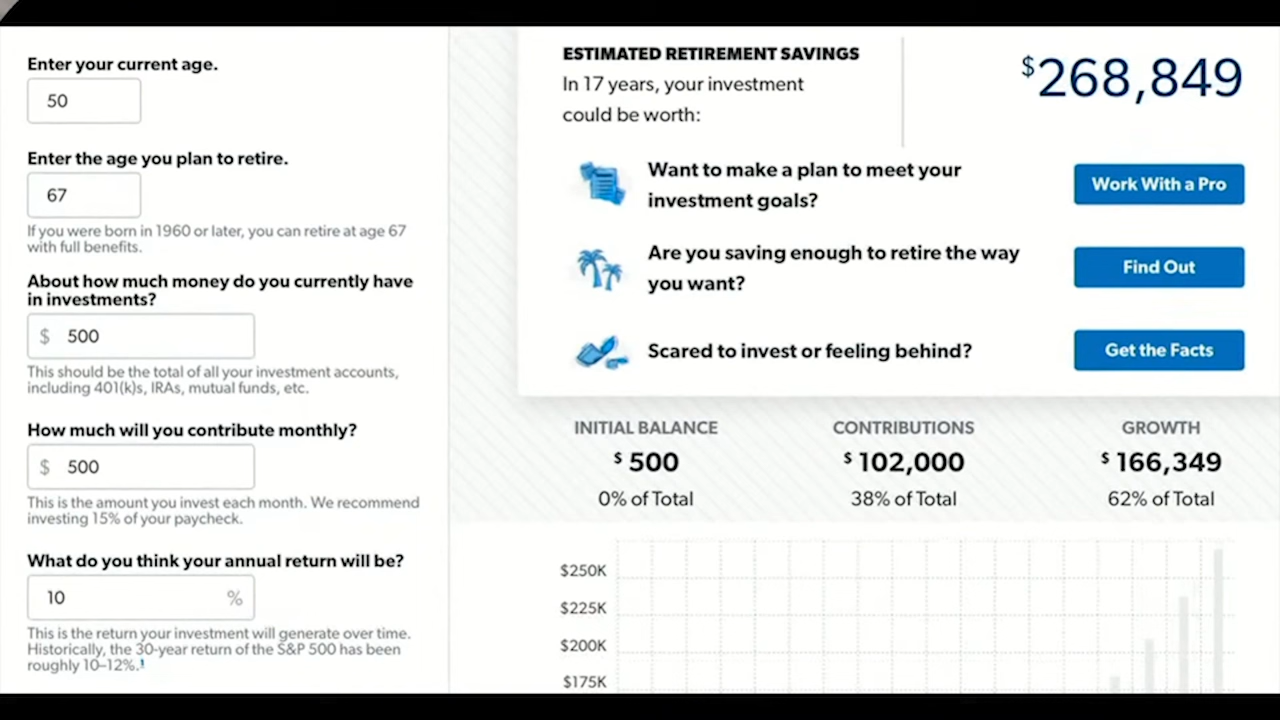 Enter your current age.
50
Enter the age you plan to retire.
67
If you were born in 1960 or later, you can retire at age 67
with full benefits.
About how much money do you currently have
in investments?
$ 500
This should be the total of all your investment accounts,
including 401(k)s, IRAs, mutual funds, etc.
How much will you contribute monthly?
$ 500
This is the amount you invest each month. We recommend
investing 15% of your paycheck.
What do you think your annual return will be?
10 %
This is the return your investment will generate over time.
Historically, the 30-year return of the S&P 500 has been
roughly 10–12%.¹
ESTIMATED RETIREMENT SAVINGS
In 17 years, your investment
could be worth:
$268,849
Want to make a plan to meet your
investment goals?
Work With a Pro
Are you saving enough to retire the way
you want?
Find Out
Scared to invest or feeling behind?
Get the Facts
INITIAL BALANCE
$ 500
0% of Total
CONTRIBUTIONS
$ 102,000
38% of Total
GROWTH
$ 166,349
62% of Total
$250K
$225K
$200K
$175K